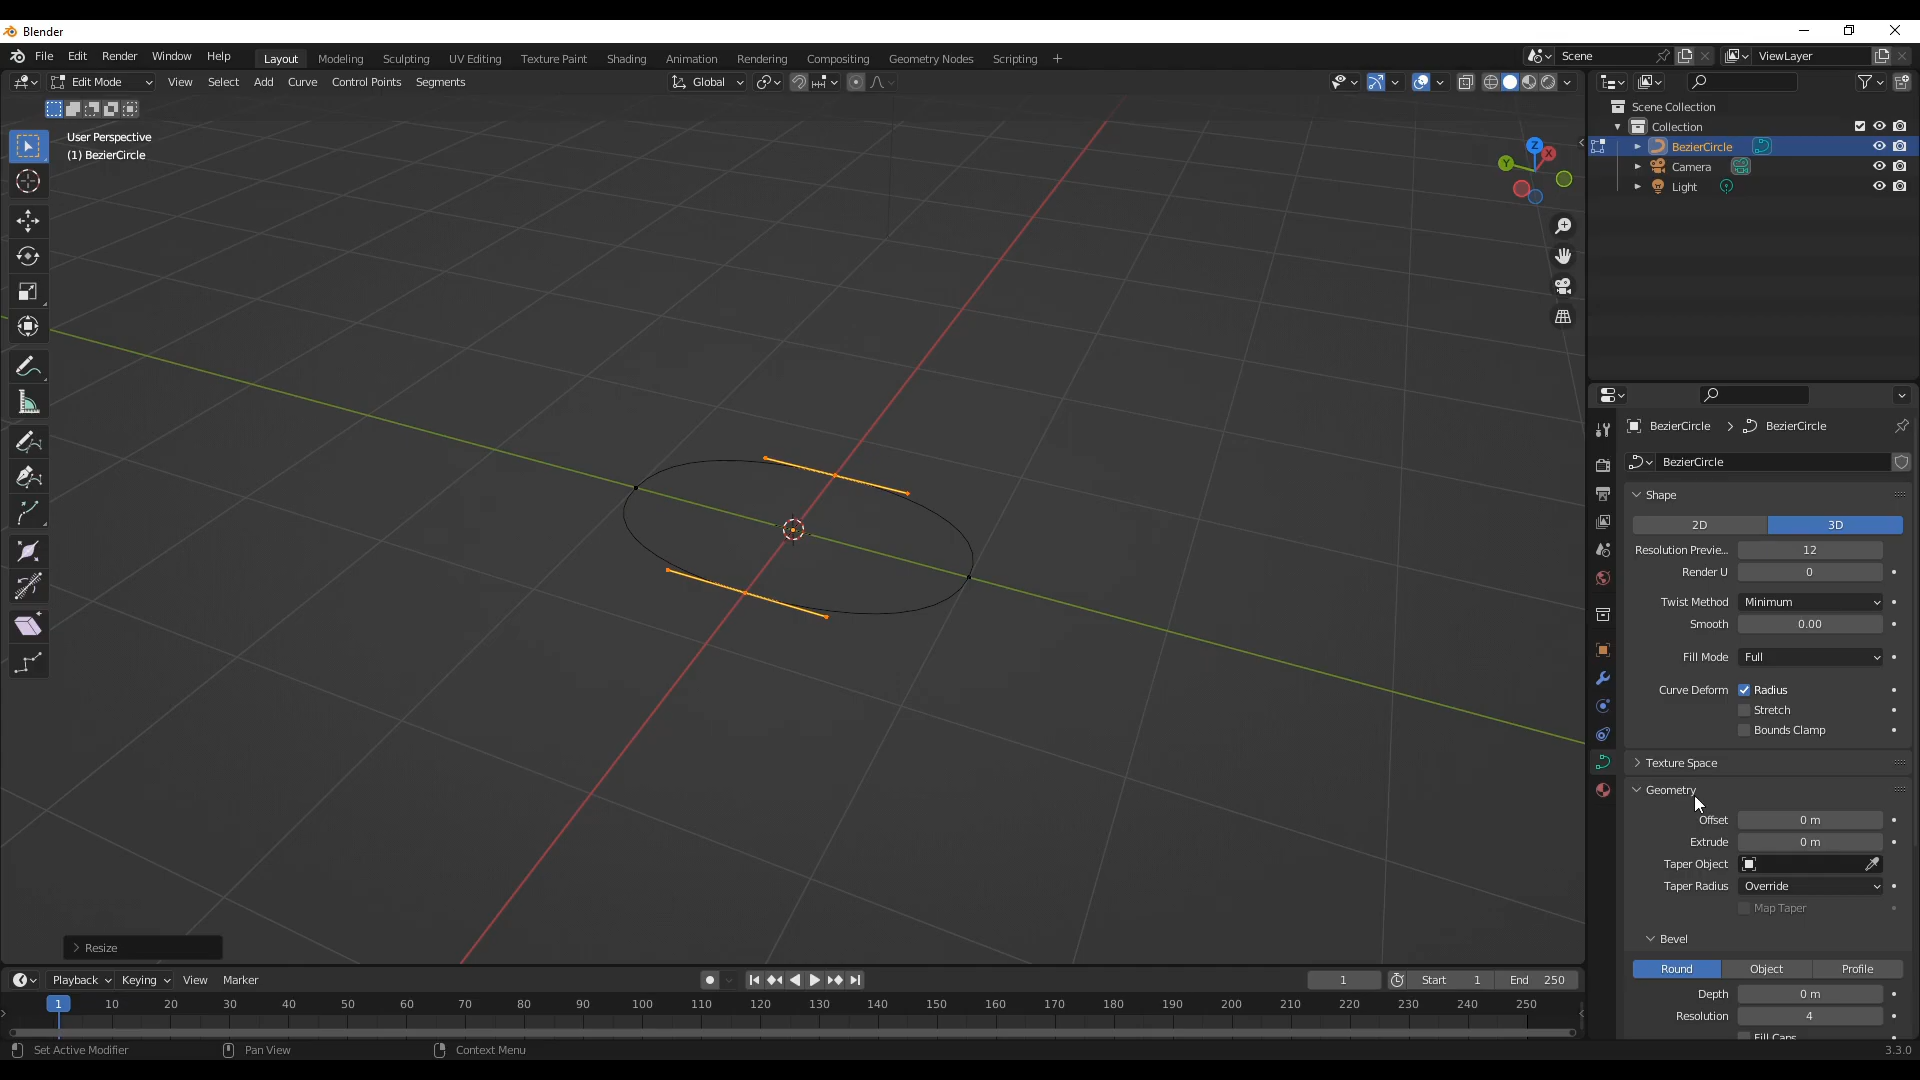 Blender
File Edit Render Window Help Layout Modeling Sculpting UV Editing Texture Paint Shading Animation Rendering Compositing Geometry Nodes Scripting + Scene ViewLayer
Edit Mode View Select Add Curve Control Points Segments Global
User Perspective
(1) BezierCircle
Z X Y
Scene Collection
Collection
BezierCircle
Camera
Light
BezierCircle > BezierCircle
BezierCircle
Shape
2D 3D
Resolution Previe... 12
Render U 0
Twist Method Minimum
Smooth 0.00
Fill Mode Full
Curve Deform Radius
Stretch
Bounds Clamp
Texture Space
Geometry
Offset 0 m
Extrude 0 m
Taper Object
Taper Radius Override
Map Taper
Bevel
Round Object Profile
Depth 0 m
Resolution 4
Fill Caps
Resize
Playback Keying View Marker 1 Start 1 End 250
1 10 20 30 40 50 60 70 80 90 100 110 120 130 140 150 160 170 180 190 200 210 220 230 240 250
Set Active Modifier Pan View Context Menu 3.3.0